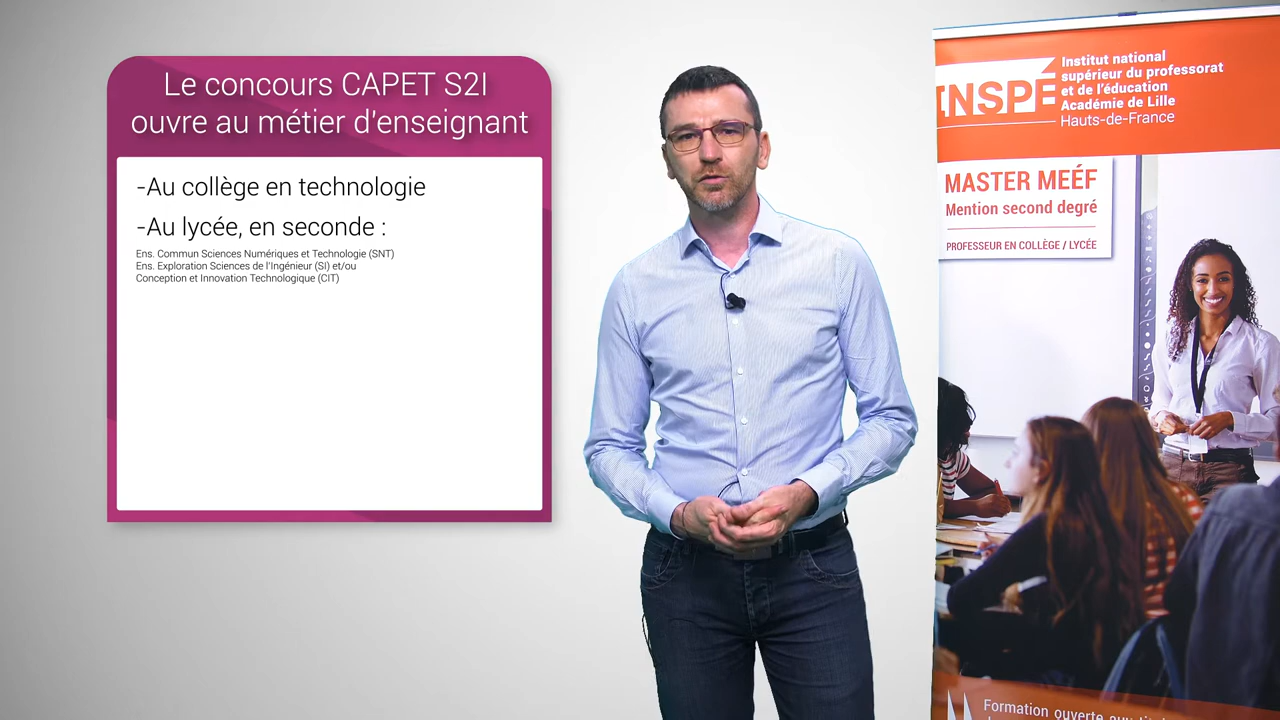 Le concours CAPET S2I
ouvre au métier d'enseignant
-Au collège en technologie
-Au lycée, en seconde :
Ens. Commun Sciences Numériques et Technologie (SNT)
Ens. Exploration Sciences de l'Ingénieur (SI) et/ou
Conception et Innovation Technologique (CIT)
INSPÉ
Institut national
supérieur du professorat
et de l'éducation
Académie de Lille
Hauts-de-France
MASTER MEÉF
Mention second degré
PROFESSEUR EN COLLÈGE / LYCÉE
Formation ouverte aux